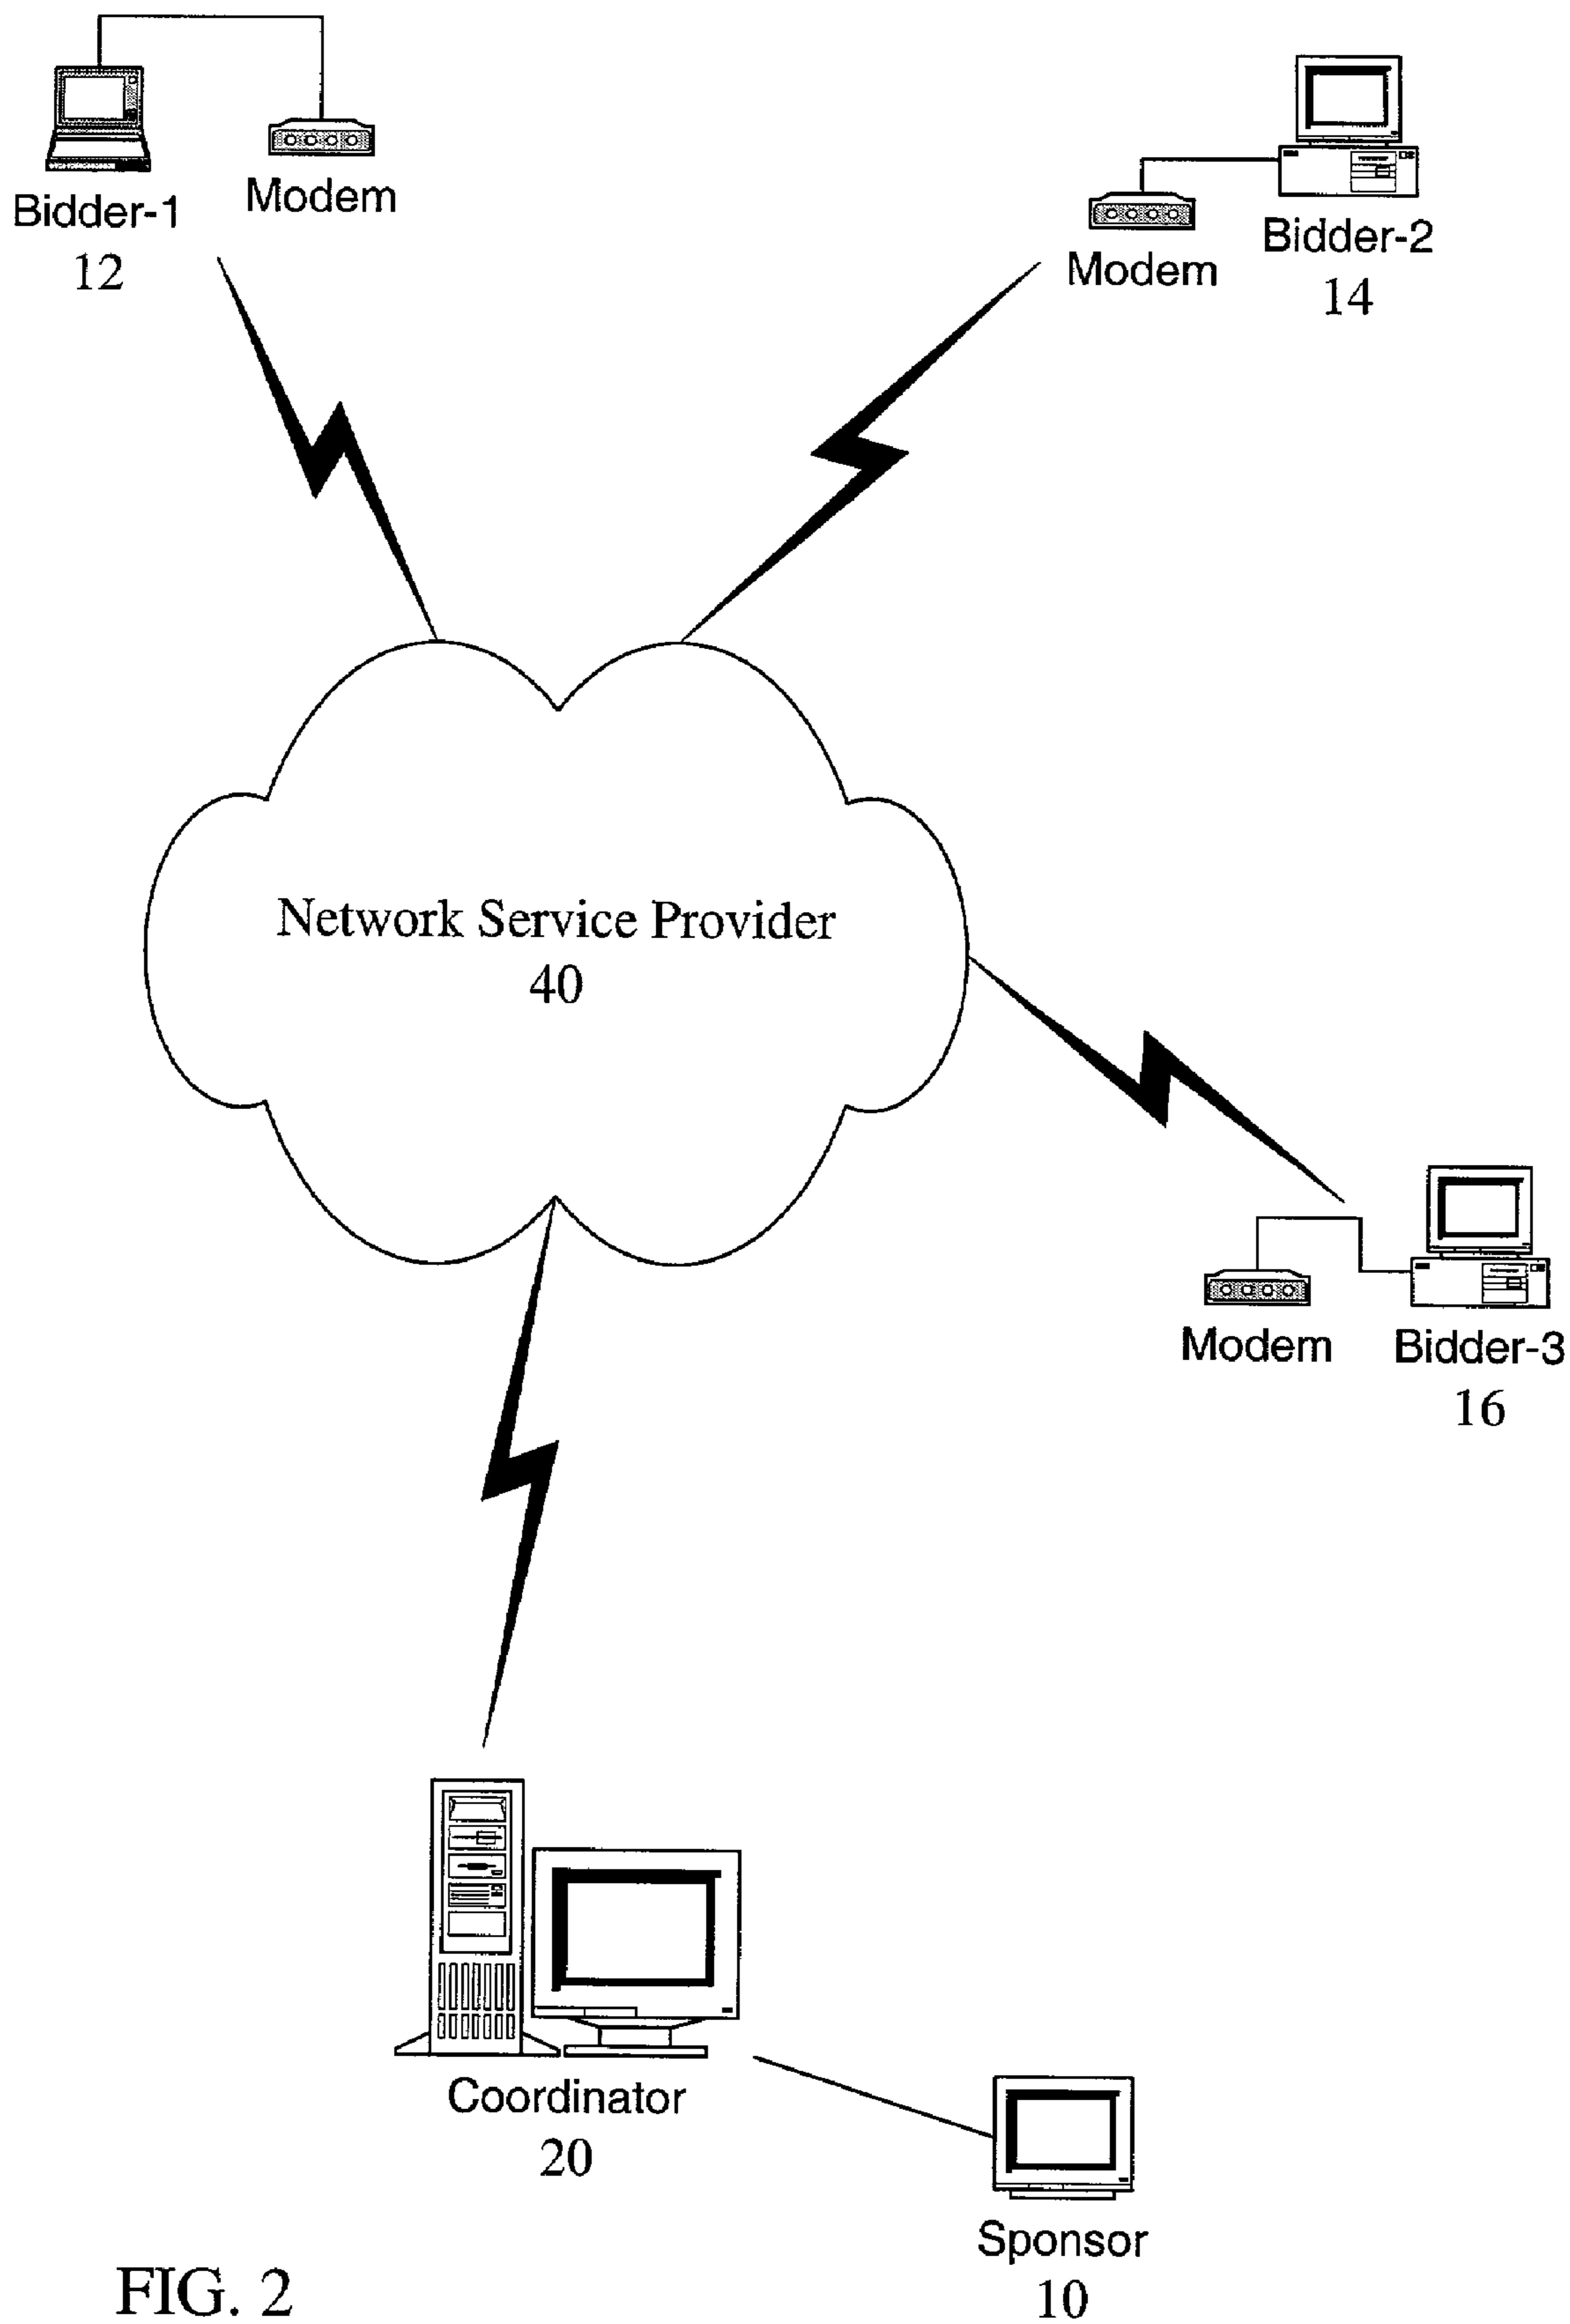 Bidder-1
12
Modem
Modem
Bidder-2
14
Network Service Provider
40
Modem
Bidder-3
16
Coordinator
20
Sponsor
10
FIG. 2